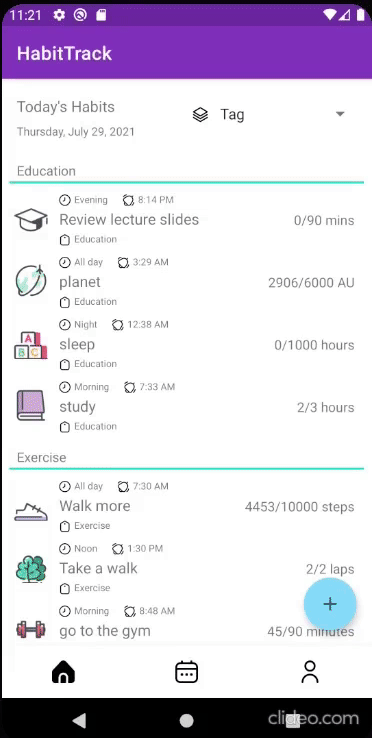 11:21
HabitTrack
Today's Habits
Tag
Thursday, July 29, 2021
Education
Evening 8:14 PM
Review lecture slides 0/90 mins
Education
All day 3:29 AM
planet 2906/6000 AU
Education
Night 12:38 AM
sleep 0/1000 hours
Education
Morning 7:33 AM
study 2/3 hours
Education
Exercise
All day 7:30 AM
Walk more 4453/10000 steps
Exercise
Noon 1:30 PM
Take a walk 2/2 laps
Exercise
Morning 8:48 AM
go to the gym 45/90 minutes
+
clideo.com